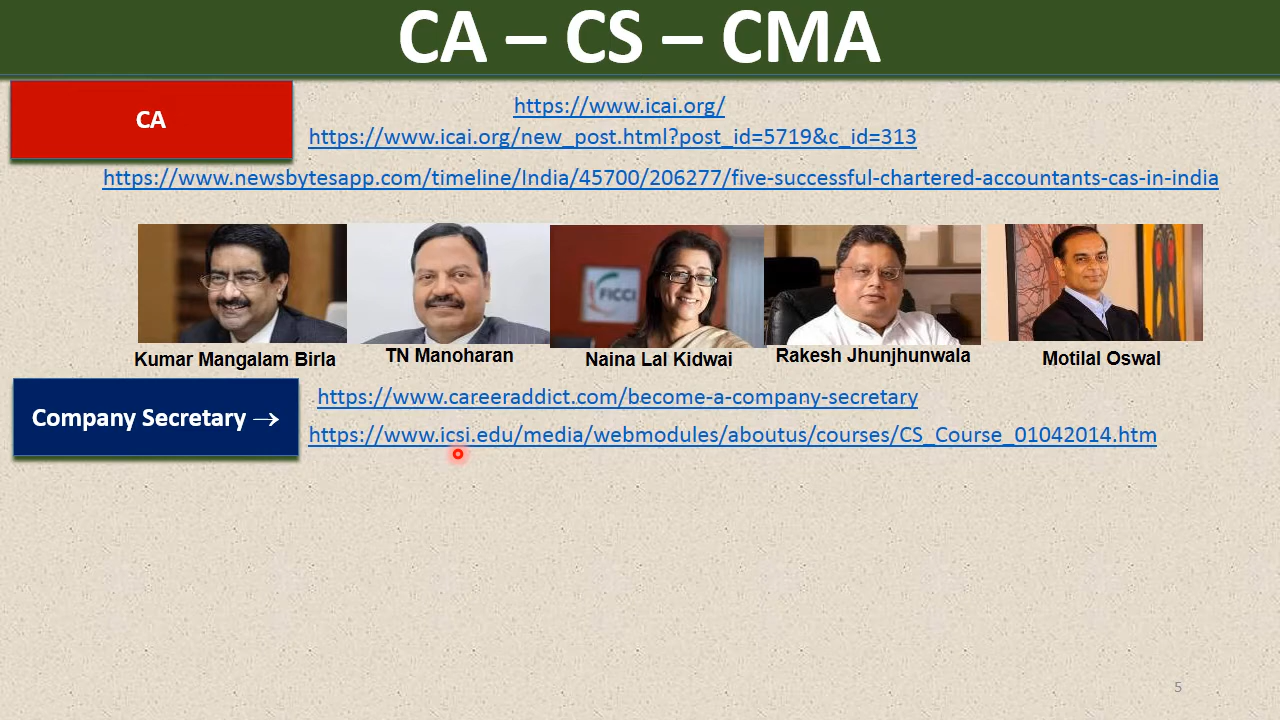 CA – CS – CMA
CA
https://www.icai.org/
https://www.icai.org/new_post.html?post_id=5719&c_id=313
https://www.newsbytesapp.com/timeline/India/45700/206277/five-successful-chartered-accountants-cas-in-india
FICCI
Kumar Mangalam Birla
TN Manoharan
Naina Lal Kidwai
Rakesh Jhunjhunwala
Motilal Oswal
Company Secretary →
https://www.careeraddict.com/become-a-company-secretary
https://www.icsi.edu/media/webmodules/aboutus/courses/CS_Course_01042014.htm
5